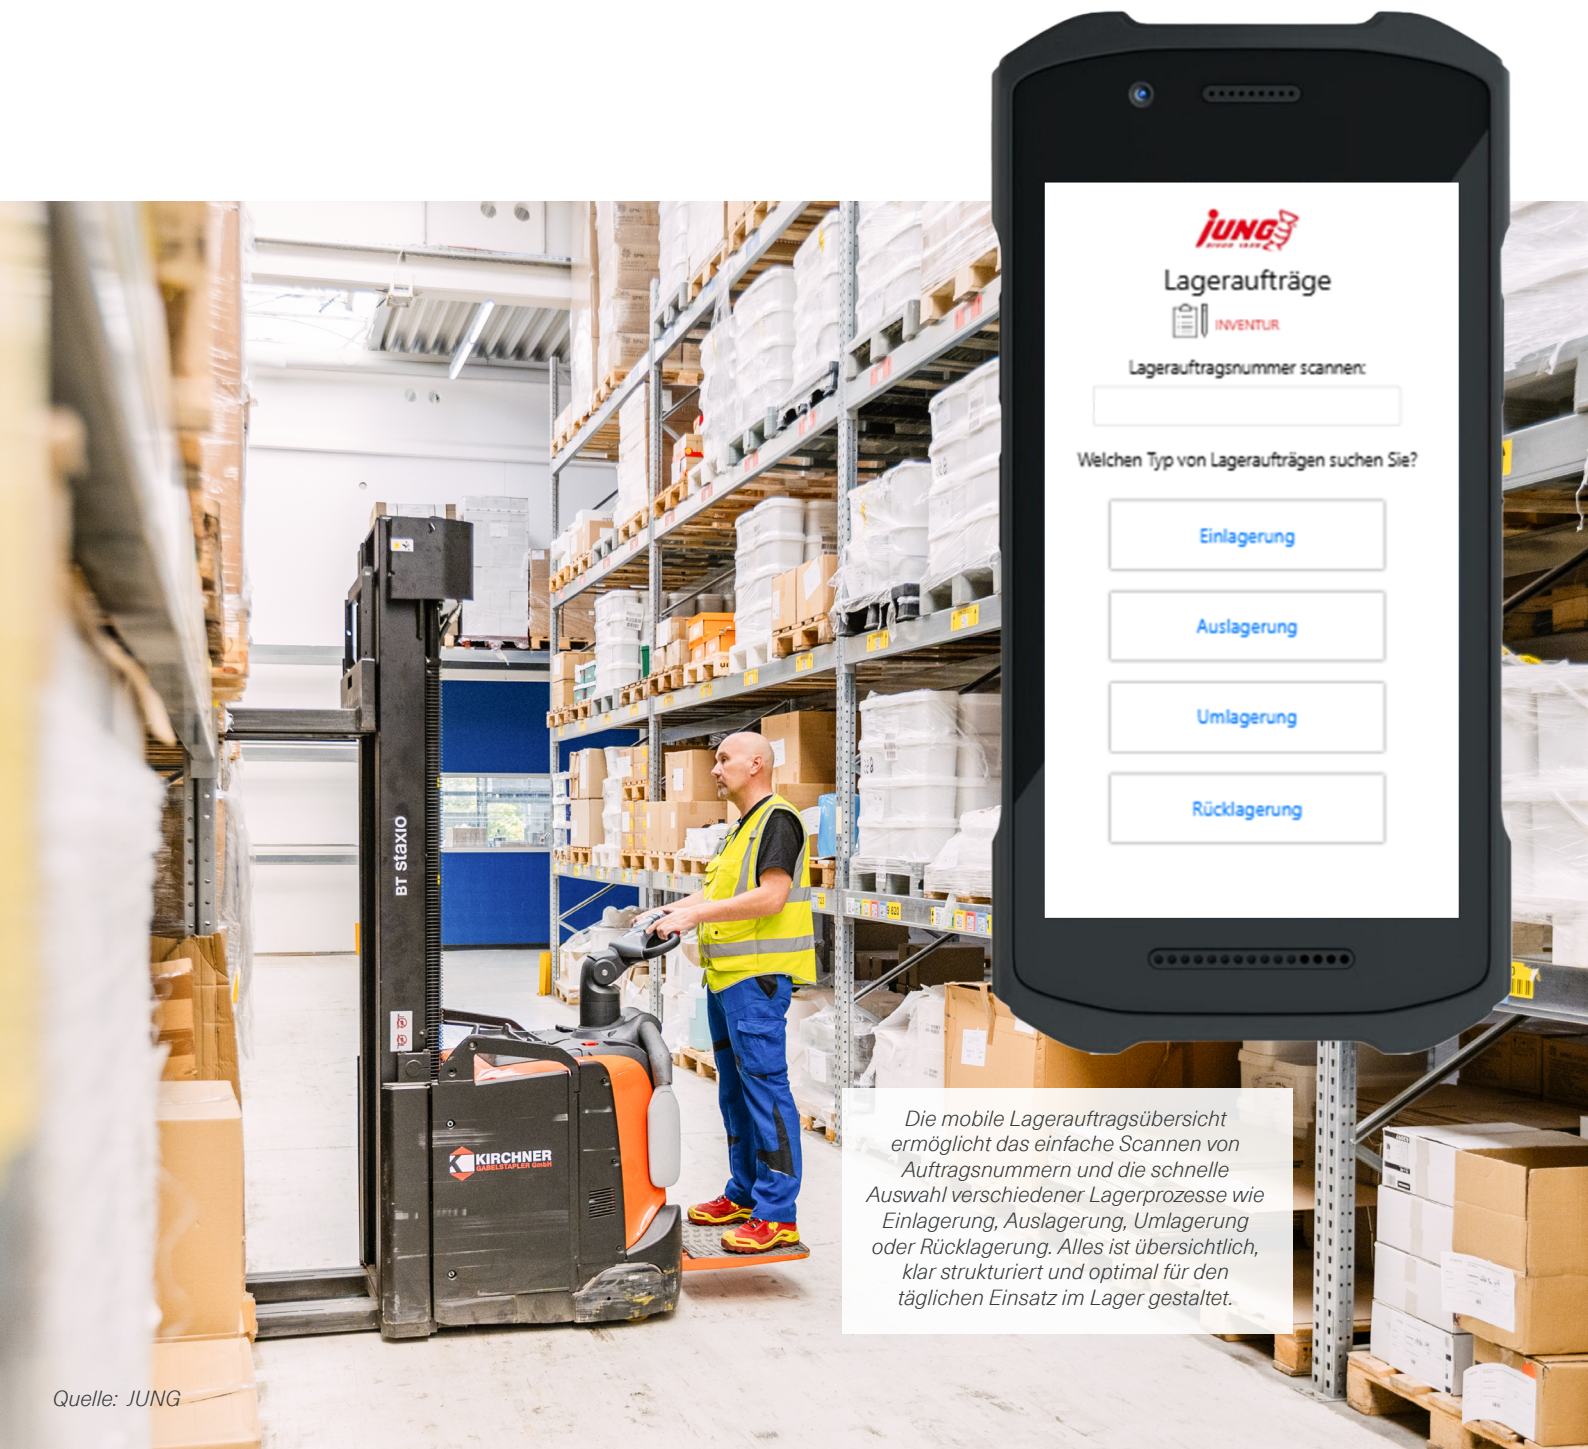 jung
SINCE 1828
Lageraufträge
INVENTUR
Lagerauftragsnummer scannen:
Welchen Typ von Lageraufträgen suchen Sie?
Einlagerung
Auslagerung
Umlagerung
Rücklagerung
BT staxio
KIRCHNER
GABELSTAPLER GmbH
Die mobile Lagerauftragsübersicht
ermöglicht das einfache Scannen von
Auftragsnummern und die schnelle
Auswahl verschiedener Lagerprozesse wie
Einlagerung, Auslagerung, Umlagerung
oder Rücklagerung. Alles ist übersichtlich,
klar strukturiert und optimal für den
täglichen Einsatz im Lager gestaltet.
Quelle: JUNG